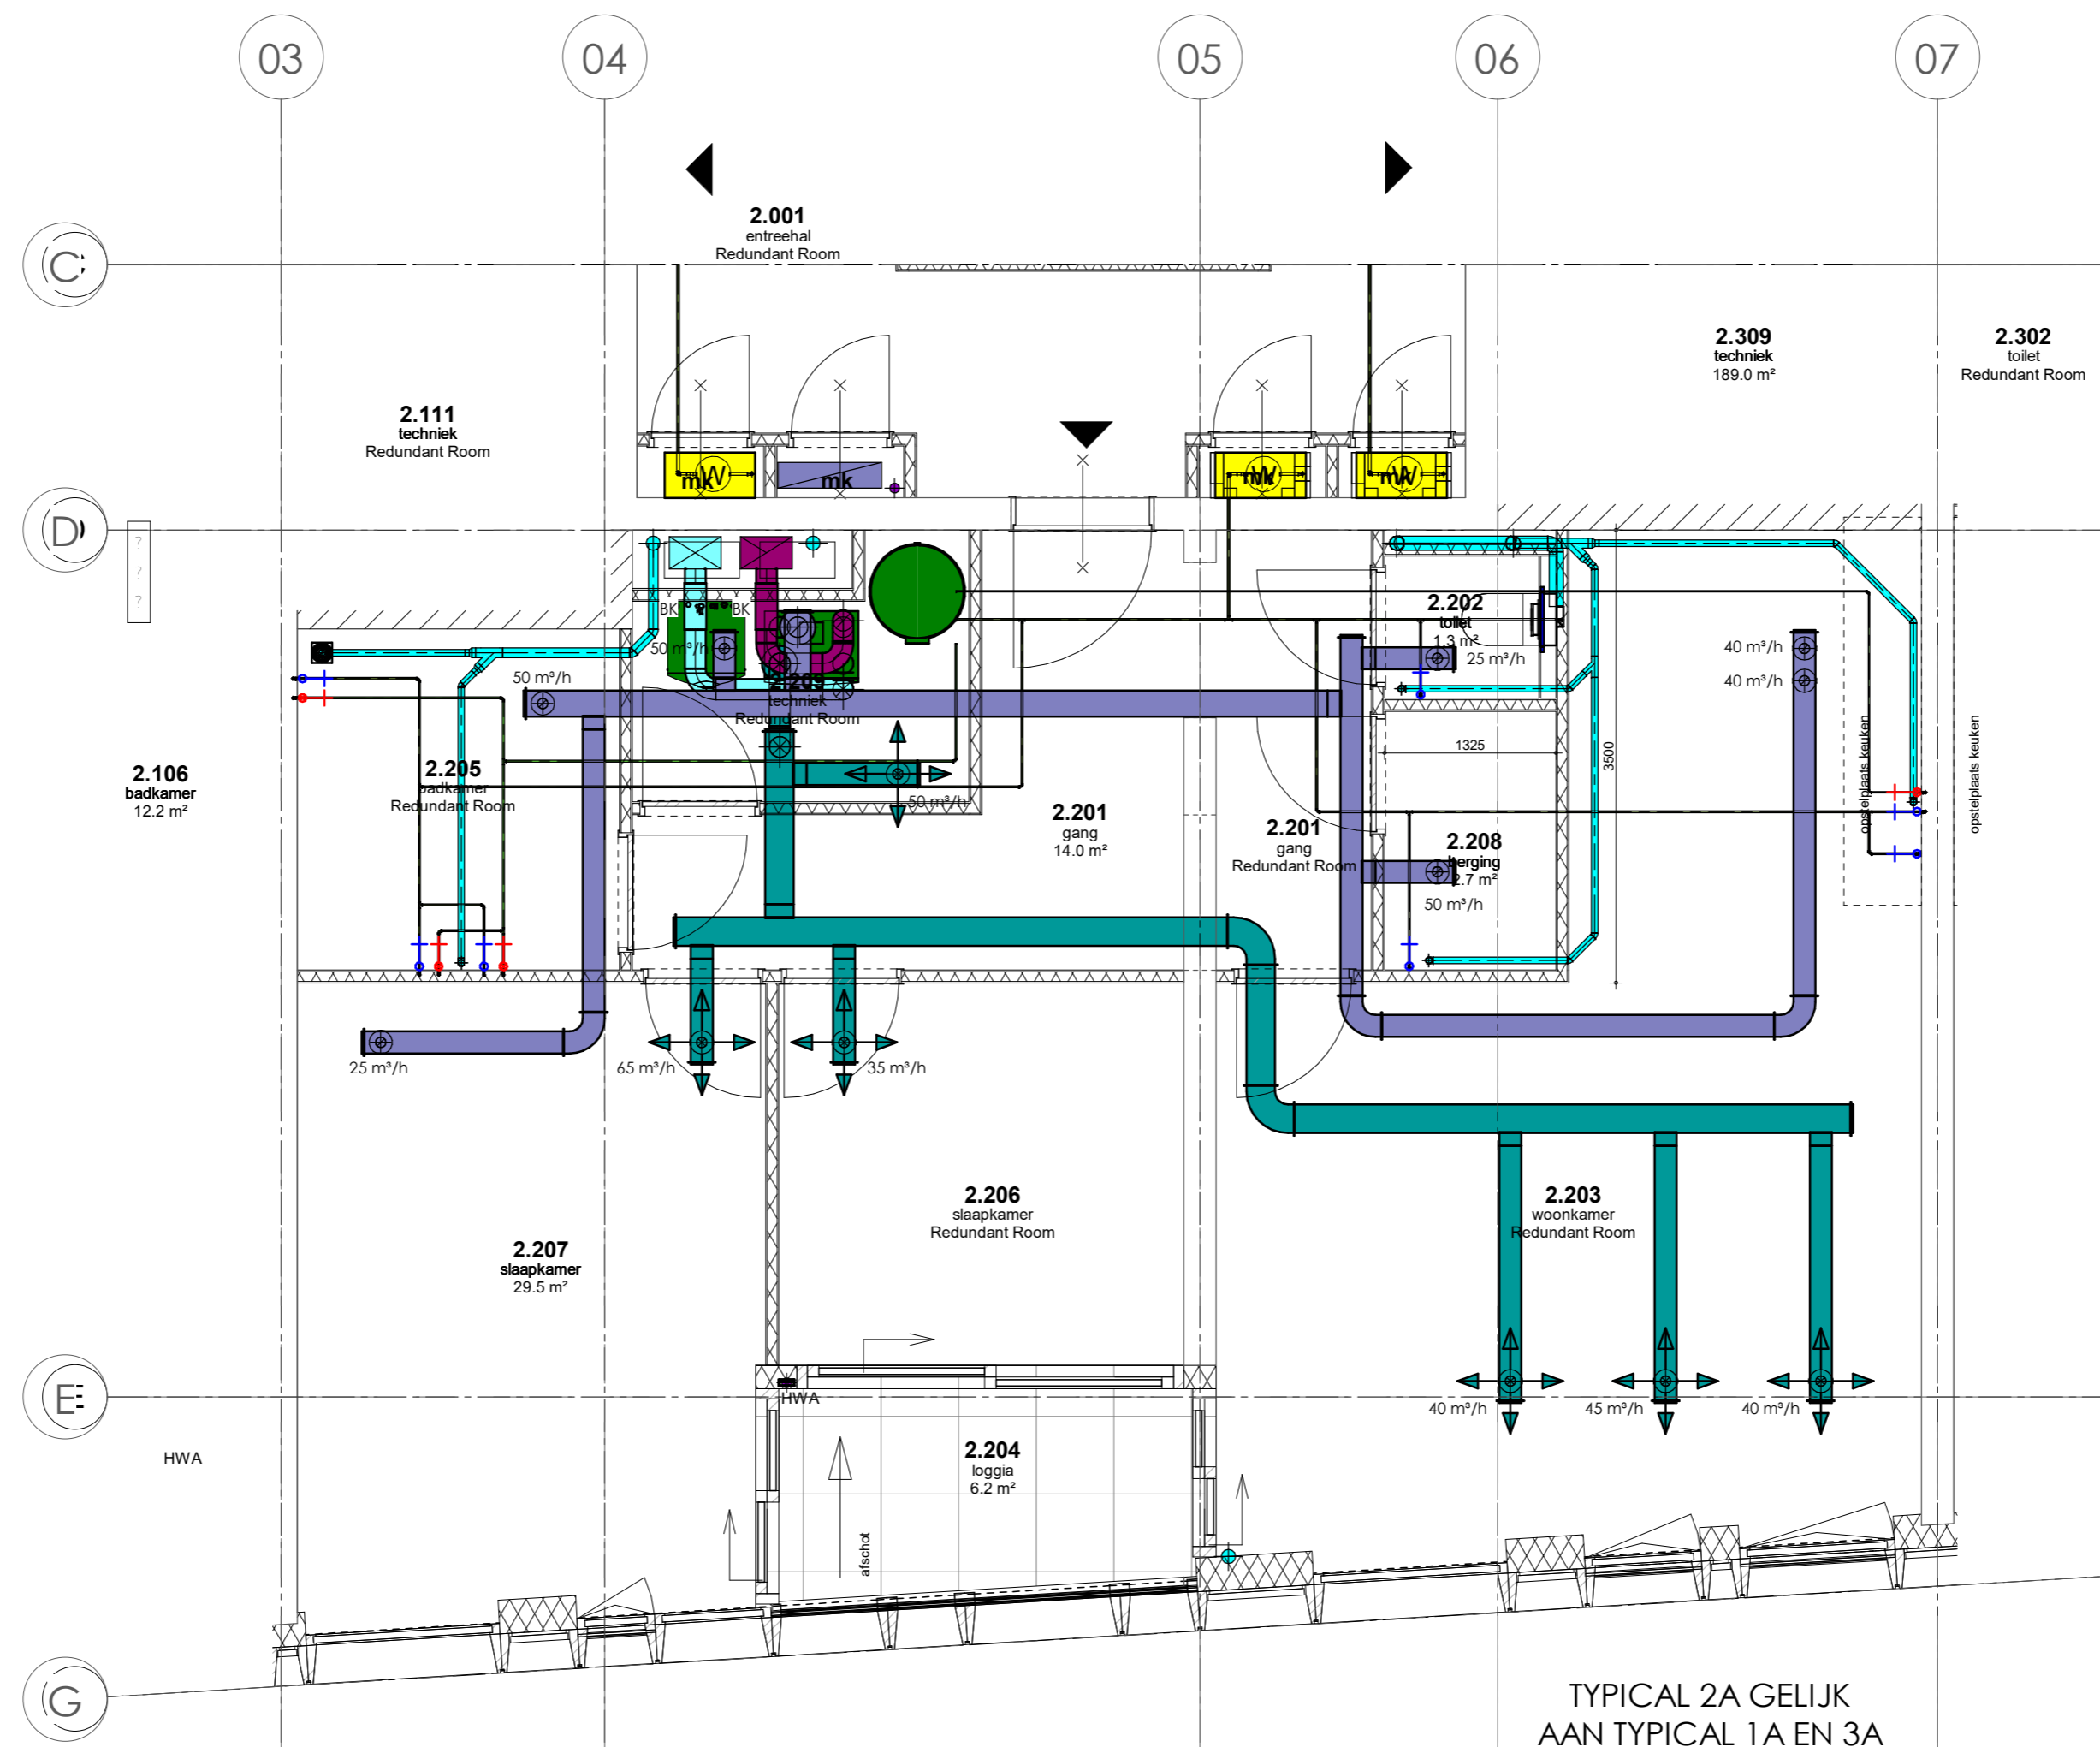 03
04
05
06
07
C
2.001
entreehal
Redundant Room
2.309
techniek
189.0 m²
2.302
toilet
Redundant Room
2.111
techniek
Redundant Room
mk
W
mk
mk
W
mk
W
D
?
?
?
BK
BK
50 m³/h
50 m³/h
2.209
techniek
Redundant Room
2.202
toilet
1.3 m²
25 m³/h
40 m³/h
40 m³/h
1325
3500
opstelplaats keuken
opstelplaats keuken
2.106
badkamer
12.2 m²
2.205
badkamer
Redundant Room
50 m³/h
2.201
gang
14.0 m²
2.201
gang
Redundant Room
2.208
berging
2.7 m²
50 m³/h
25 m³/h
65 m³/h
35 m³/h
2.206
slaapkamer
Redundant Room
2.203
woonkamer
Redundant Room
2.207
slaapkamer
29.5 m²
E
HWA
40 m³/h
45 m³/h
40 m³/h
HWA
2.204
loggia
6.2 m²
afschot
G
TYPICAL 2A GELIJK
AAN TYPICAL 1A EN 3A